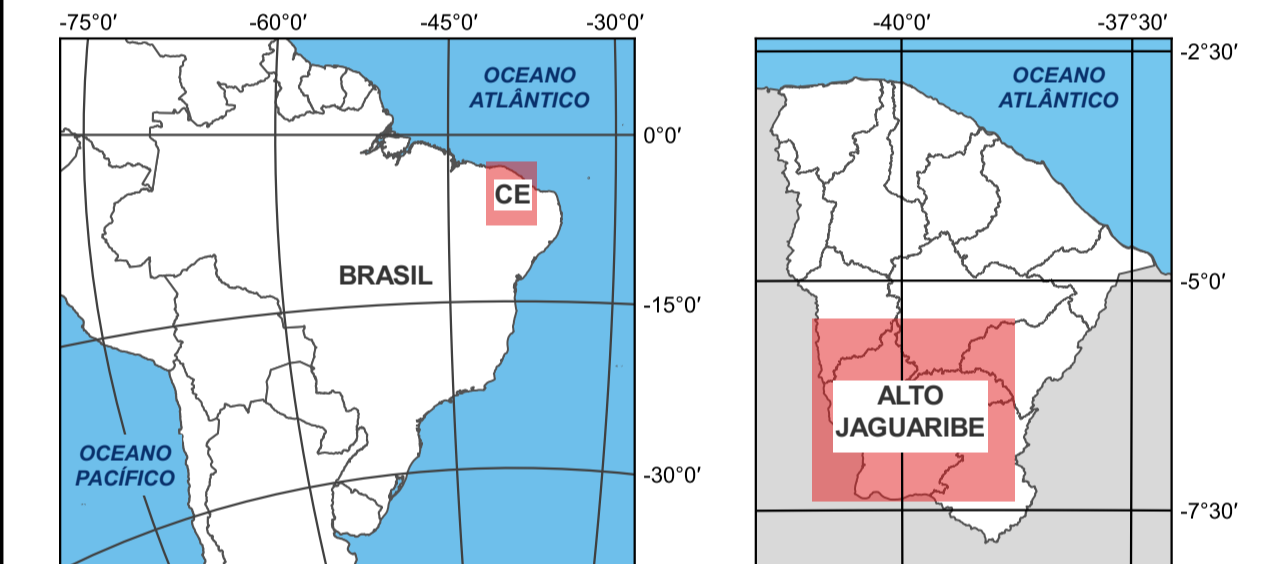 -75°0′
-60°0′
-45°0′
-30°0′
OCEANO
ATLÂNTICO
0°0′
CE
BRASIL
-15°0′
OCEANO
PACÍFICO
-30°0′
-40°0′
-37°30′
-2°30′
OCEANO
ATLÂNTICO
-5°0′
ALTO
JAGUARIBE
-7°30′